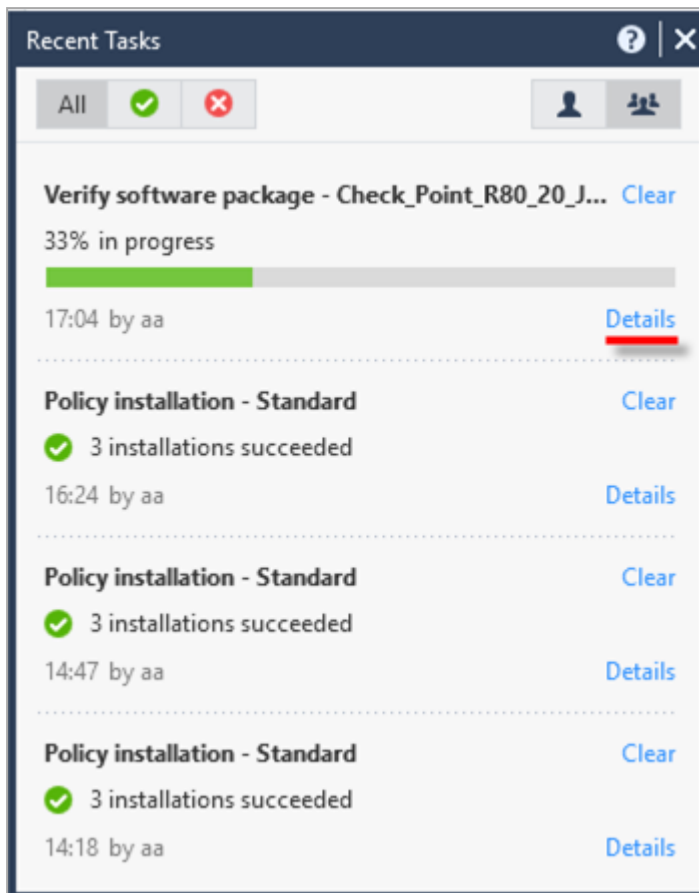 Recent Tasks
All
Verify software package - Check_Point_R80_20_J... Clear
33% in progress
17:04 by aa Details
Policy installation - Standard Clear
3 installations succeeded
16:24 by aa Details
Policy installation - Standard Clear
3 installations succeeded
14:47 by aa Details
Policy installation - Standard Clear
3 installations succeeded
14:18 by aa Details